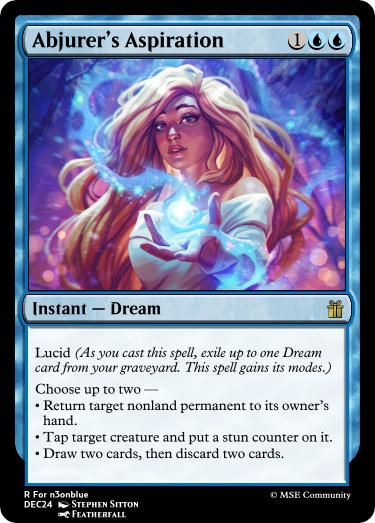 Abjurer's Aspiration 1
Instant — Dream
Lucid (As you cast this spell, exile up to one Dream
card from your graveyard. This spell gains its modes.)
Choose up to two —
• Return target nonland permanent to its owner's
hand.
• Tap target creature and put a stun counter on it.
• Draw two cards, then discard two cards.
R For n3onblue
DEC24 Stephen Sitton © MSE Community
Featherfall